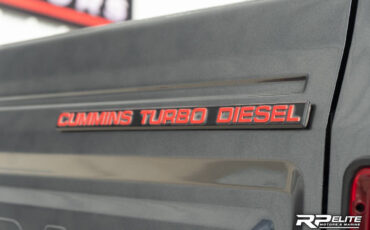 CUMMINS TURBO DIESEL
RP ELITE
MOTORS & MARINE